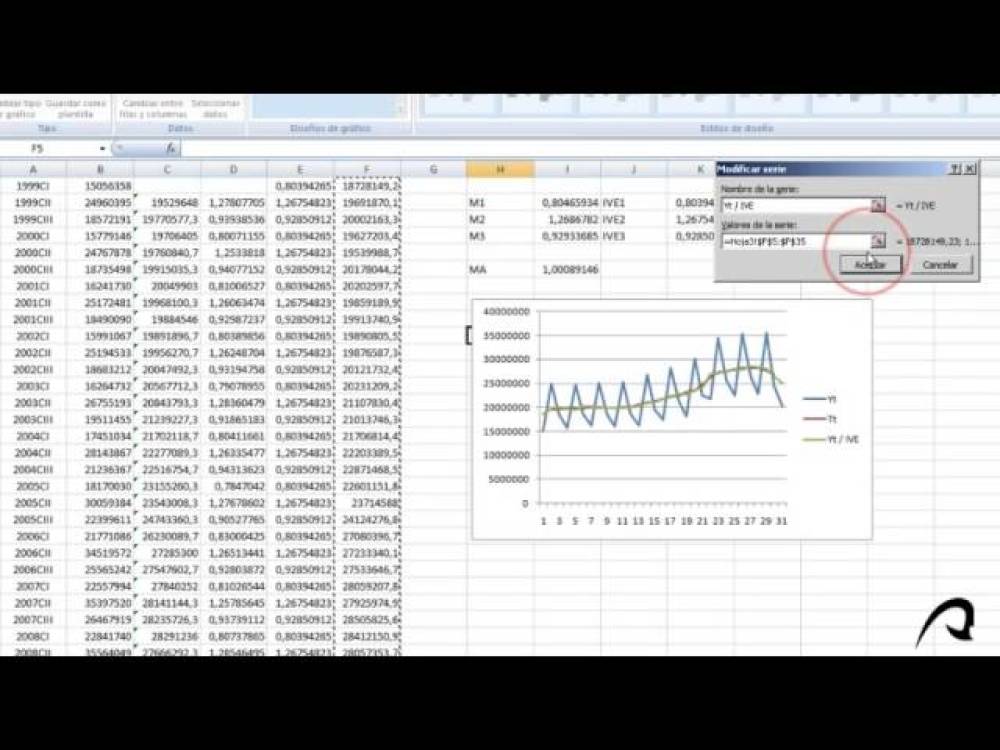 Cambiar tipo Guardar como Cambiar entre Seleccionar
gráfico plantilla filas y columnas datos
Tipo Datos Diseños de gráfico Estilos de diseño
F5 fx
A B C D E F G H I J K
1999CI 15056358 0,80394265 18728149,2
1999CII 24960395 19529648 1,27807705 1,26754823 19691870,1
1999CIII 18572191 19770577,3 0,93938536 0,92850912 20002163,3
2000CI 15779146 19706405 0,80071155 0,80394265 19627203,4
2000CII 24767878 19760840,7 1,2533818 1,26754823 19539988,7
2000CIII 18735498 19915035,3 0,94077152 0,92850912 20178044,2
2001CI 16241730 20049903 0,81006527 0,80394265 20202597,7
2001CII 25172481 19968100,3 1,26063474 1,26754823 19859189,9
2001CIII 18490090 19884546 0,92987237 0,92850912 19913740,9
2002CI 15991067 19891896,7 0,80389856 0,80394265 19890805,5
2002CII 25194533 19956270,7 1,26248704 1,26754823 19876587,3
2002CIII 18683212 20047492,3 0,93194758 0,92850912 20121732,4
2003CI 16264732 20567712,3 0,79078955 0,80394265 20231209,2
2003CII 26755193 20843793,3 1,28360479 1,26754823 21107830,4
2003CIII 19511455 21239227,3 0,91865183 0,92850912 21013746,3
2004CI 17451034 21702118,7 0,80411661 0,80394265 21706814,4
2004CII 28143867 22277089,3 1,26335477 1,26754823 22203389,5
2004CIII 21236367 22516754,7 0,94313623 0,92850912 22871468,5
2005CI 18170030 23155260,3 0,7847042 0,80394265 22601151,8
2005CII 30059384 23543008,3 1,27678602 1,26754823 23714588
2005CIII 22399611 24743360,3 0,90527765 0,92850912 24124276,8
2006CI 21771086 26230089,7 0,83000425 0,80394265 27080396,7
2006CII 34519572 27285300 1,26513441 1,26754823 27233340,1
2006CIII 25565242 27547602,7 0,92803872 0,92850912 27533646,7
2007CI 22557994 27840252 0,81026544 0,80394265 28059207,8
2007CII 35397520 28141144,3 1,25785645 1,26754823 27925974,9
2007CIII 26467919 28235726,3 0,93739112 0,92850912 28505825,6
2008CI 22841740 28291236 0,80737865 0,80394265 28412150,9
2008CII 35564049 27666292,3 1,28546495 1,26754823 28057353,7
M1 0,80465934 IVE1 0,80394
M2 1,2686782 IVE2 1,26754
M3 0,92933685 IVE3 0,92850
MA 1,00089146
Modificar serie
Nombre de la serie:
Yt / IVE = Yt / IVE
Valores de la serie:
=Hoja3!$F$5:$F$35 = 18728149,23; 1...
Aceptar Cancelar
40000000
35000000
30000000
25000000
20000000
15000000
10000000
5000000
0
1 3 5 7 9 11 13 15 17 19 21 23 25 27 29 31
Yt
Tt
Yt / IVE